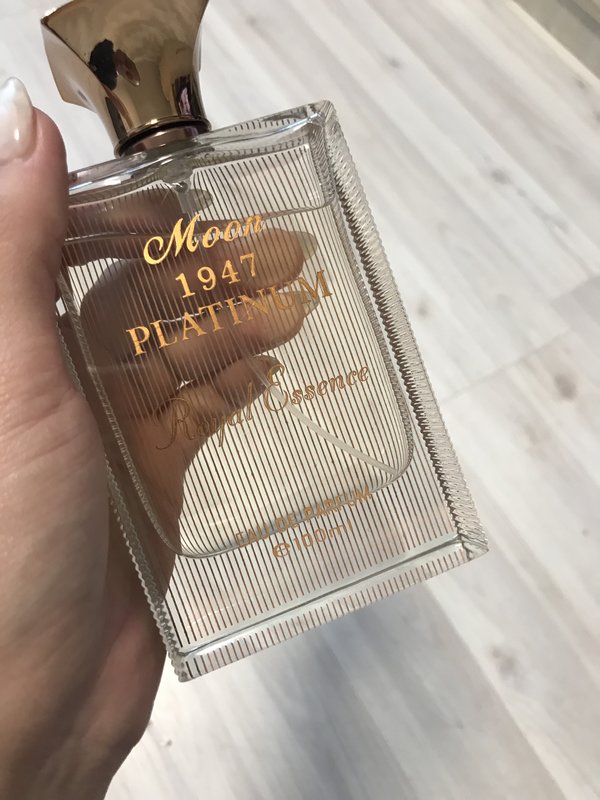 Moon
1947
PLATINUM
Royal Essence
EAU DE PARFUM
℮100ml